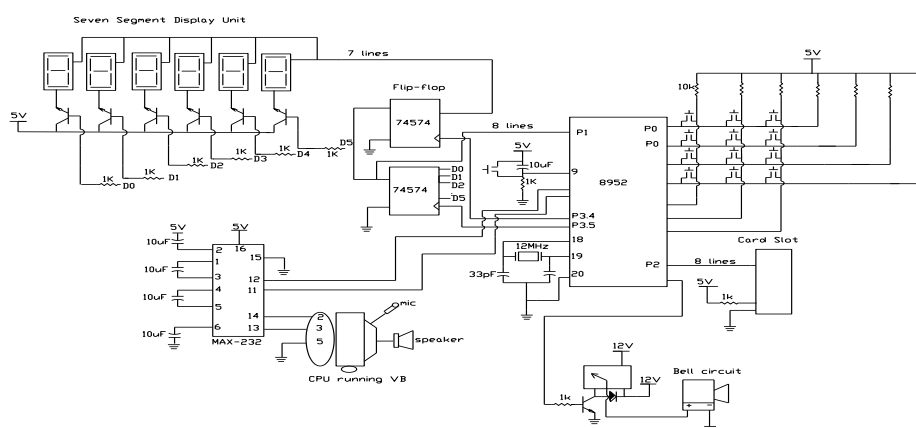 Seven Segment Display Unit
7 lines
5V
1K
D0
1K
D1
1K
D2
1K
D3
1K
D4
1K
D5
Flip-flop
74574
8 lines
74574
D0
D1
D2
D5
5V
10uF
1K
P1
9
8952
P3.4
P3.5
18
19
20
P0
P0
P2
12MHz
33pF
5V
10k
Card Slot
8 lines
5V
1k
5V
10uF
10uF
10uF
10uF
5V
16
2
1
3
4
5
6
15
12
11
14
13
MAX-232
2
3
5
mic
speaker
CPU running VB
12V
12V
1k
Bell circuit
+ -